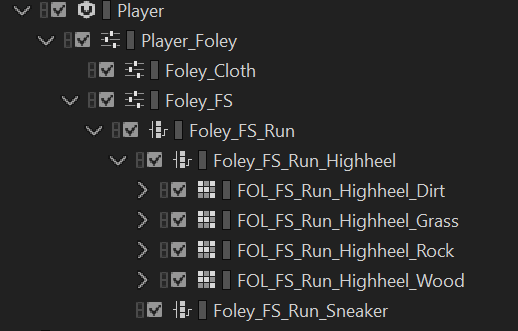 Player
Player_Foley
Foley_Cloth
Foley_FS
Foley_FS_Run
Foley_FS_Run_Highheel
FOL_FS_Run_Highheel_Dirt
FOL_FS_Run_Highheel_Grass
FOL_FS_Run_Highheel_Rock
FOL_FS_Run_Highheel_Wood
Foley_FS_Run_Sneaker